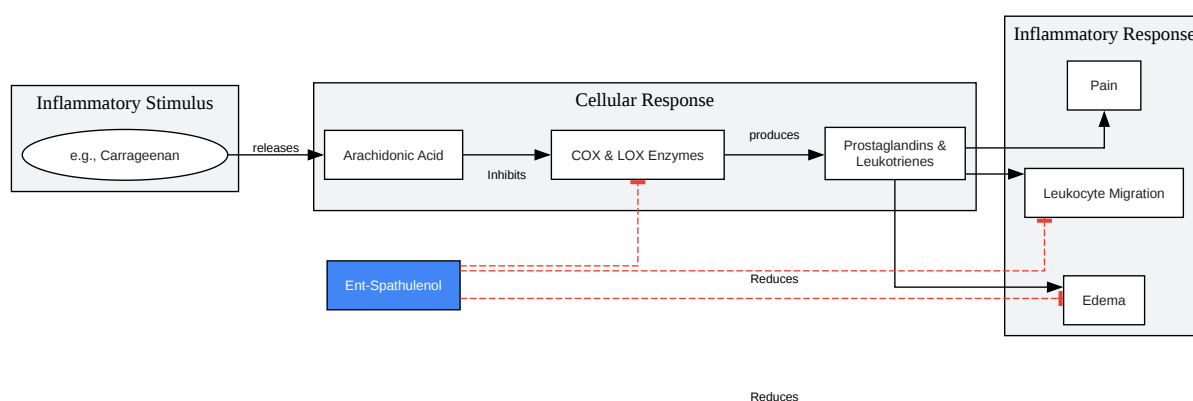 Inflammatory Response
Pain
Inflammatory Stimulus
Cellular Response
e.g., Carrageenan
releases
Arachidonic Acid
Inhibits
COX & LOX Enzymes
produces
Prostaglandins &
Leukotrienes
Leukocyte Migration
Ent-Spathulenol
Reduces
Edema
Reduces